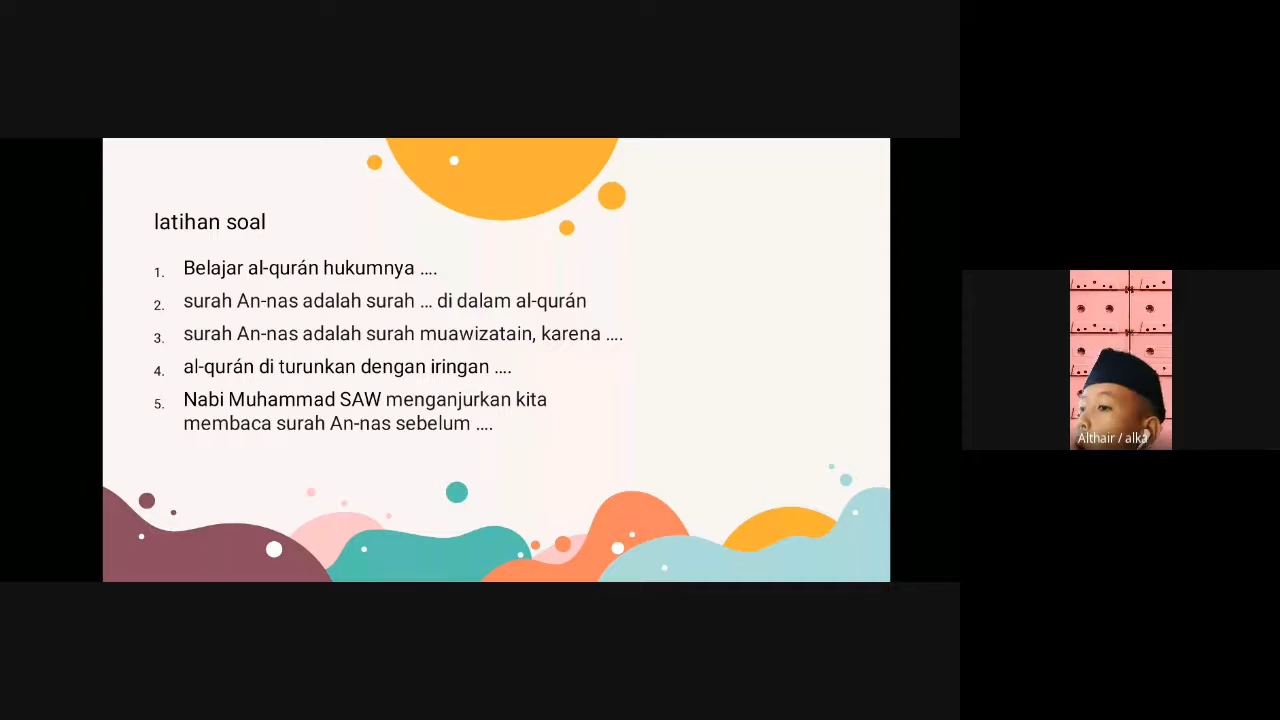 latihan soal
1. Belajar al-qurán hukumnya ....
2. surah An-nas adalah surah ... di dalam al-qurán
3. surah An-nas adalah surah muawizatain, karena ....
4. al-qurán di turunkan dengan iringan ....
5. Nabi Muhammad SAW menganjurkan kita
membaca surah An-nas sebelum ....
Althair / alka